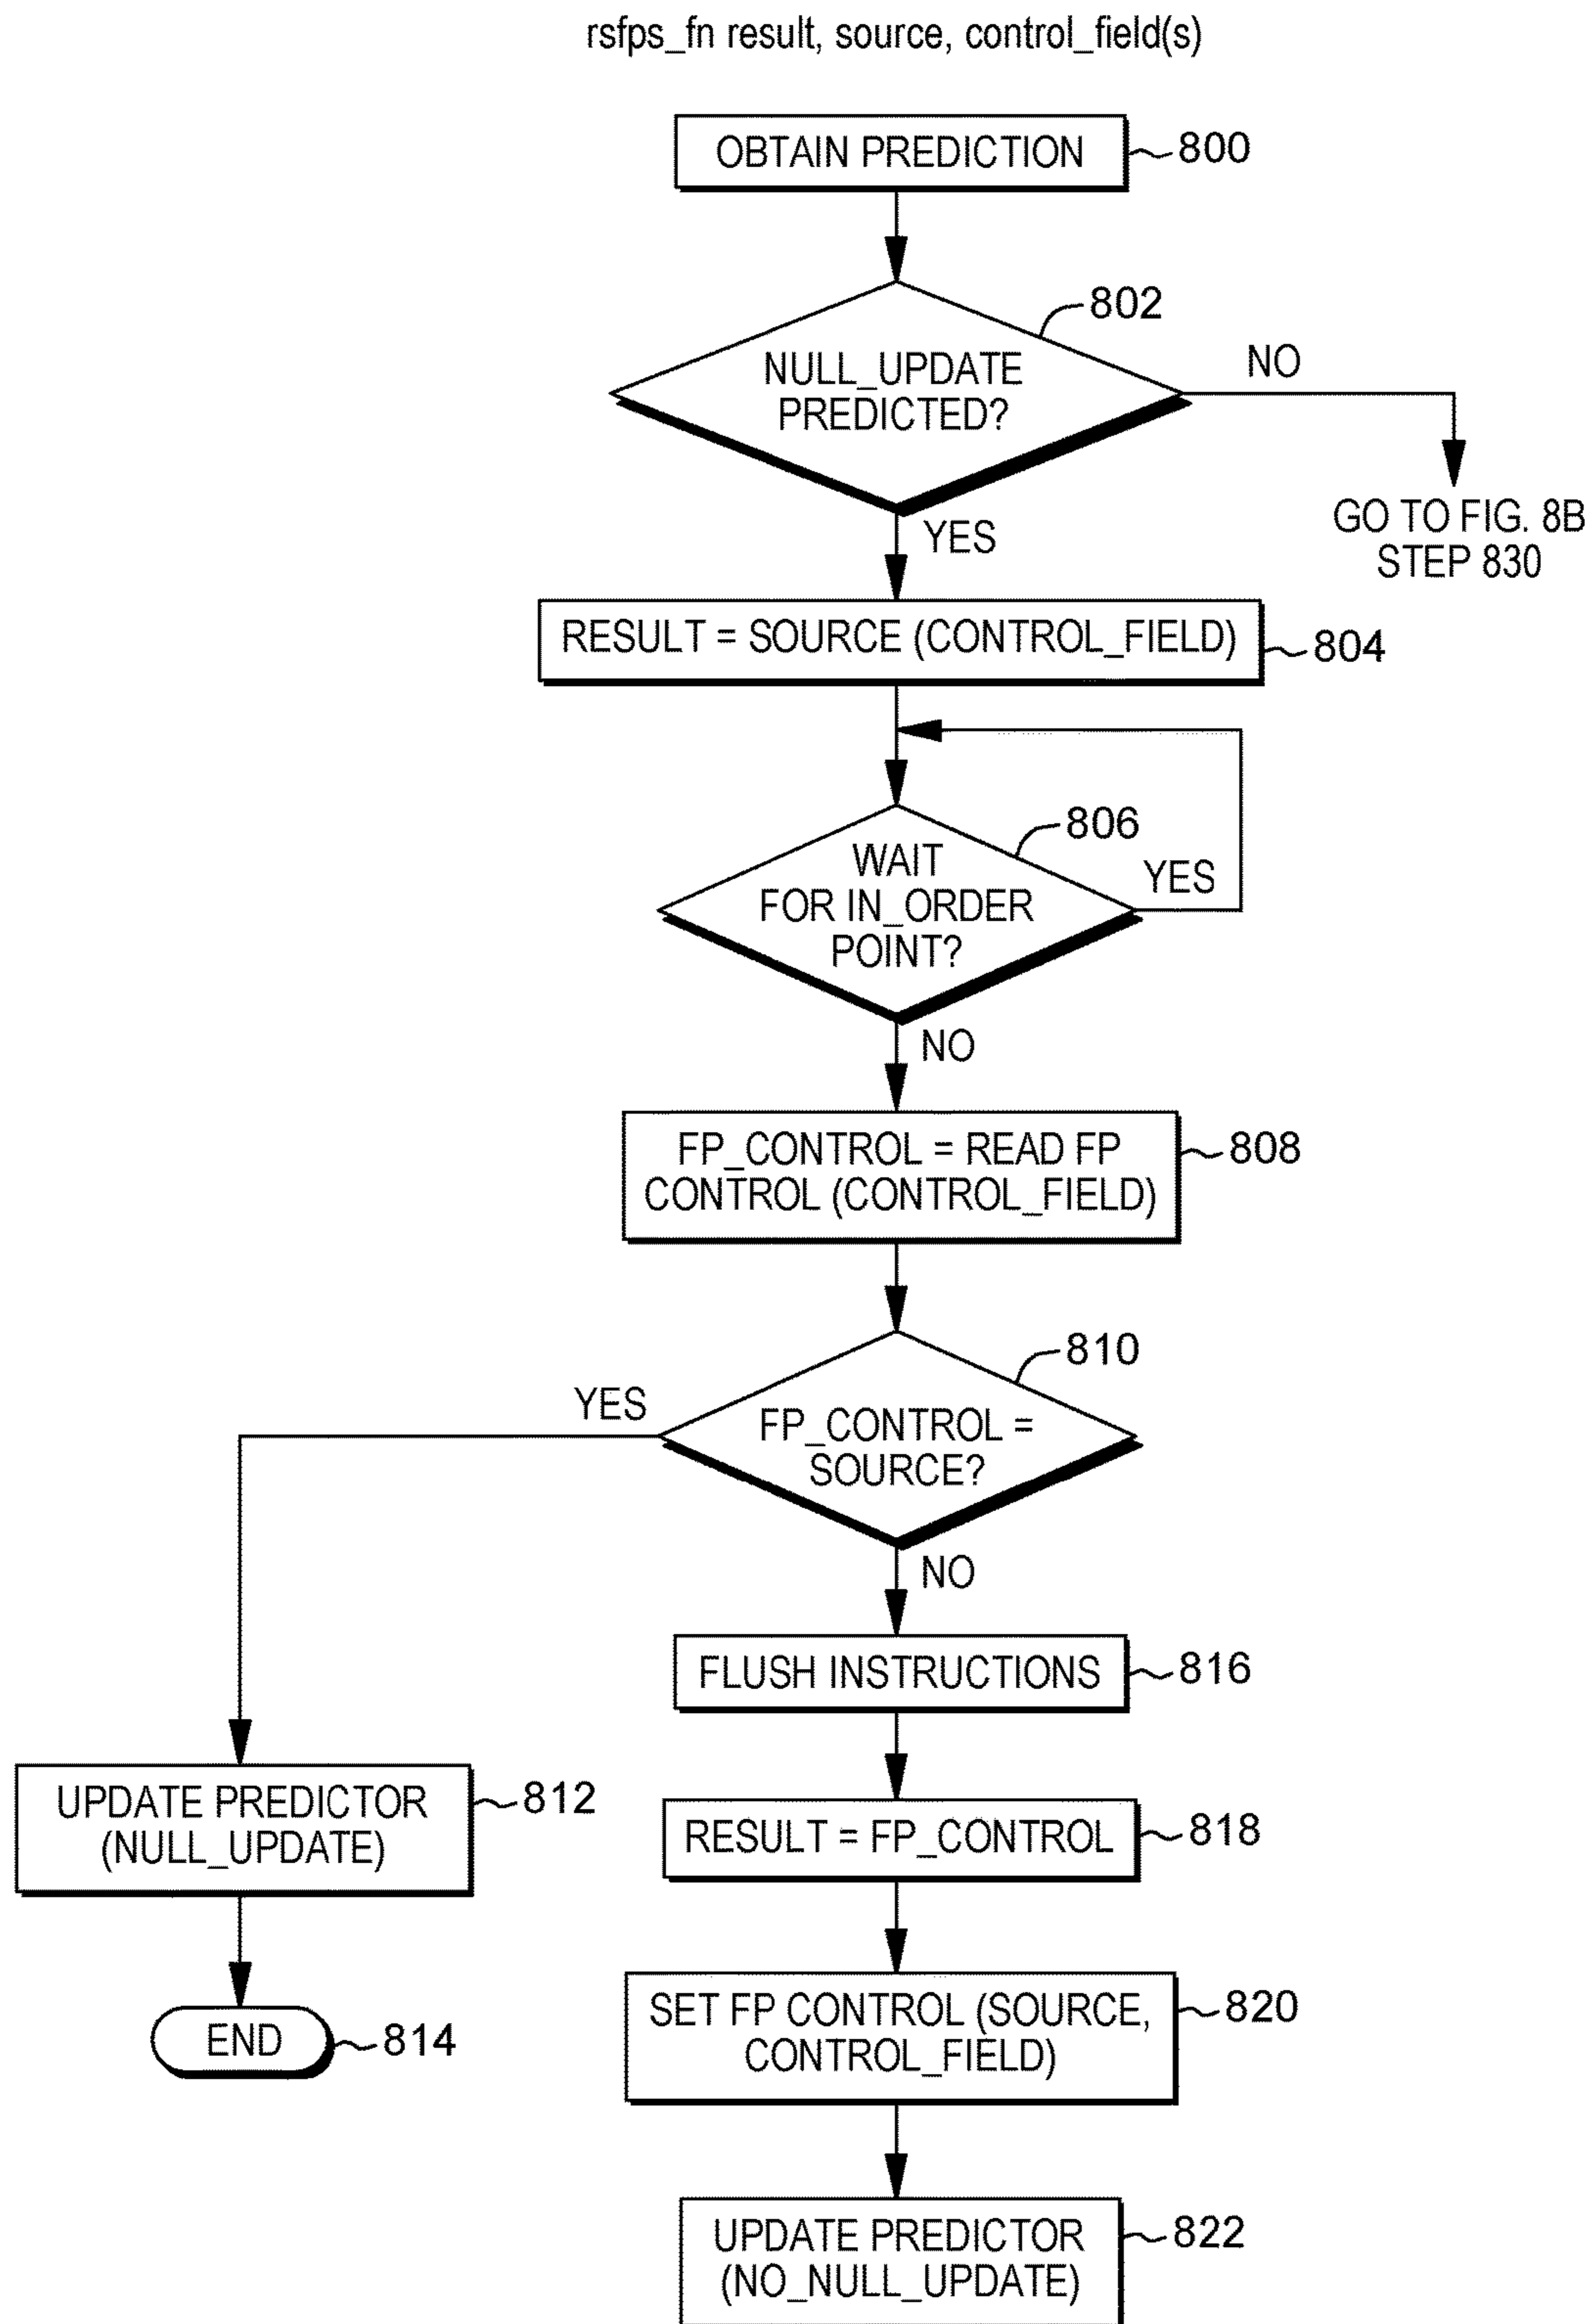 rsfps_fn result, source, control_field(s)
OBTAIN PREDICTION
800
802
NULL_UPDATE
PREDICTED?
NO
GO TO FIG. 8B
STEP 830
YES
RESULT = SOURCE (CONTROL_FIELD)
804
806
WAIT
FOR IN_ORDER
POINT?
YES
NO
FP_CONTROL = READ FP
CONTROL (CONTROL_FIELD)
808
810
YES
FP_CONTROL =
SOURCE?
NO
FLUSH INSTRUCTIONS
816
UPDATE PREDICTOR
(NULL_UPDATE)
812
RESULT = FP_CONTROL
818
END
814
SET FP CONTROL (SOURCE,
CONTROL_FIELD)
820
UPDATE PREDICTOR
(NO_NULL_UPDATE)
822